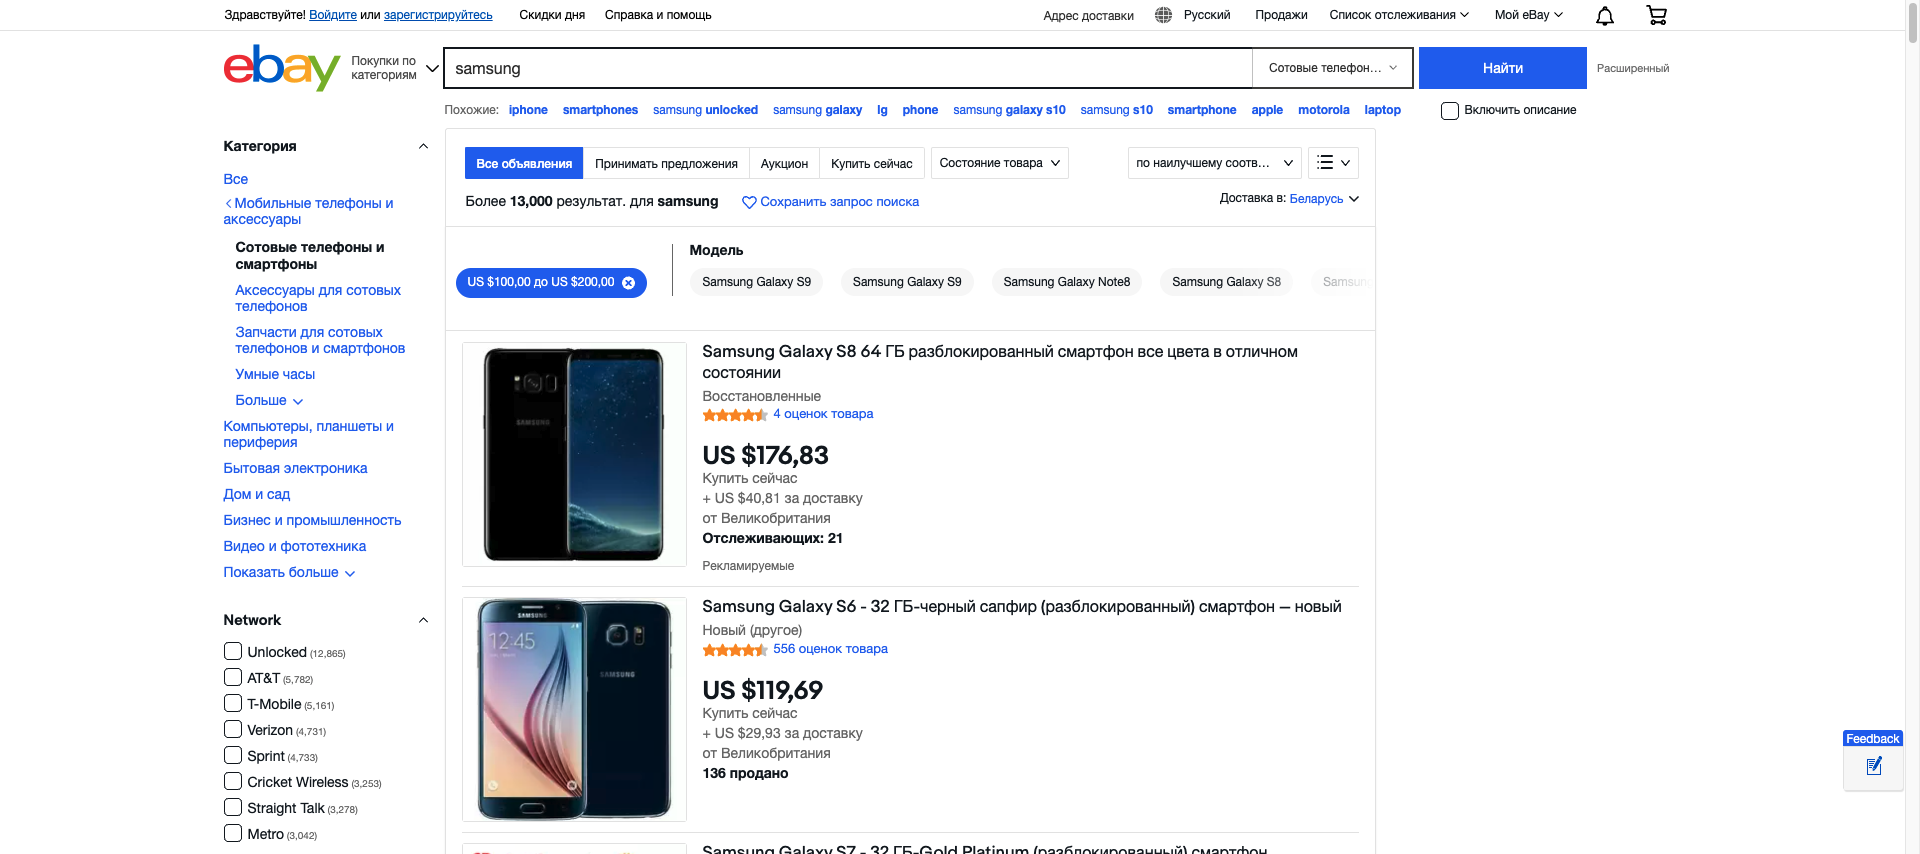 Здравствуйте! Войдите или зарегистрируйтесь
Скидки дня
Справка и помощь
Адрес доставки
Русский
Продажи
Список отслеживания
Мой eBay
ebay
Покупки по
категориям
samsung
Сотовые телефон...
Найти
Расширенный
Похожие: iphone smartphones samsung unlocked samsung galaxy lg phone samsung galaxy s10 samsung s10 smartphone apple motorola laptop
Включить описание
Категория
Все
Мобильные телефоны и
аксессуары
Сотовые телефоны и
смартфоны
Аксессуары для сотовых
телефонов
Запчасти для сотовых
телефонов и смартфонов
Умные часы
Больше
Компьютеры, планшеты и
периферия
Бытовая электроника
Дом и сад
Бизнес и промышленность
Видео и фототехника
Показать больше
Network
Unlocked (12,865)
AT&T (5,782)
T-Mobile (5,161)
Verizon (4,731)
Sprint (4,733)
Cricket Wireless (3,253)
Straight Talk (3,278)
Metro (3,042)
Все объявления
Принимать предложения
Аукцион
Купить сейчас
Состояние товара
по наилучшему соотв...
Более 13,000 результат. для samsung
Сохранить запрос поиска
Доставка в: Беларусь
US $100,00 до US $200,00
Модель
Samsung Galaxy S9
Samsung Galaxy S9
Samsung Galaxy Note8
Samsung Galaxy S8
SAMSUNG
Samsung Galaxy S8 64 ГБ разблокированный смартфон все цвета в отличном
состоянии
Восстановленные
4 оценок товара
US $176,83
Купить сейчас
+ US $40,81 за доставку
от Великобритания
Отслеживающих: 21
Рекламируемые
SAMSUNG
12:45
SAMSUNG
Samsung Galaxy S6 - 32 ГБ-черный сапфир (разблокированный) смартфон — новый
Новый (другое)
556 оценок товара
US $119,69
Купить сейчас
+ US $29,93 за доставку
от Великобритания
136 продано
Samsung Galaxy S7 - 32 ГБ-Gold Platinum (разблокированный) смартфон
Feedback